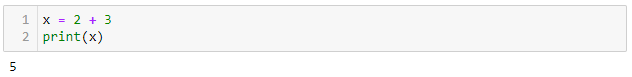 1 x = 2 + 3
2 print(x)
5